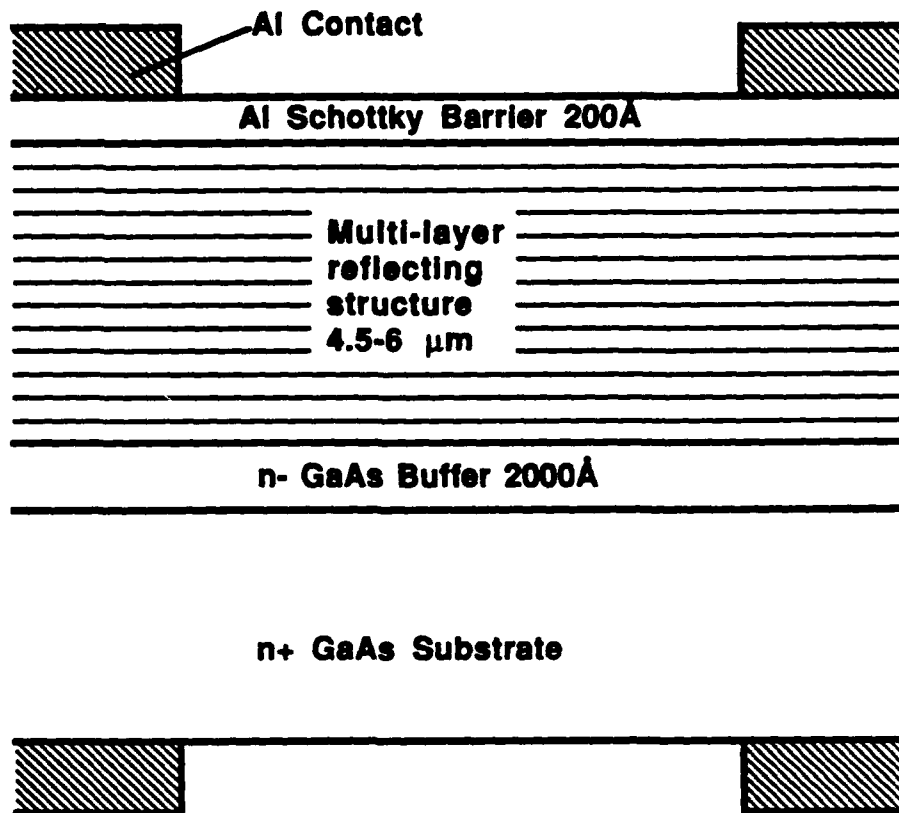 Al Contact
Al Schottky Barrier 200Å
Multi-layer
reflecting
structure
4.5-6 μm
n- GaAs Buffer 2000Å
n+ GaAs Substrate